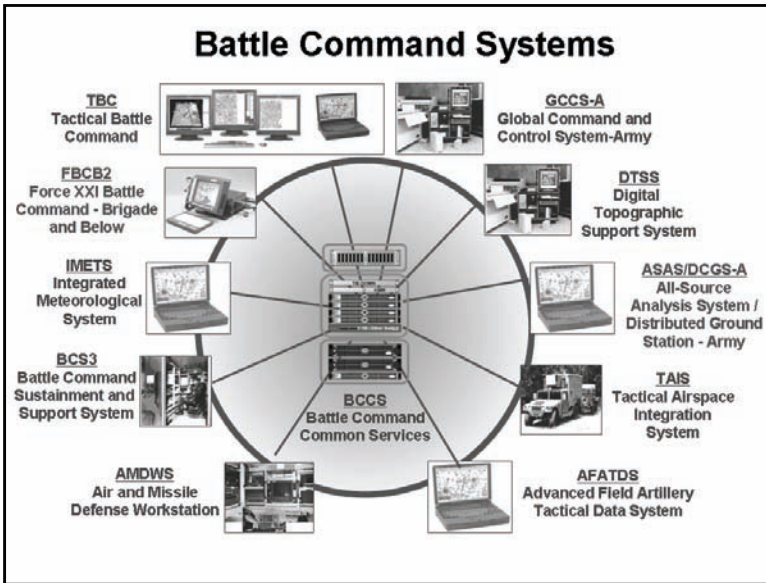 Battle Command Systems
TBC
Tactical Battle
Command
GCCS-A
Global Command and
Control System-Army
FBCB2
Force XXI Battle
Command - Brigade
and Below
DTSS
Digital
Topographic
Support System
IMETS
Integrated
Meteorological
System
ASAS/DCGS-A
All-Source
Analysis System /
Distributed Ground
Station - Army
BCS3
Battle Command
Sustainment and
Support System
BCCS
Battle Command
Common Services
TAIS
Tactical Airspace
Integration
System
AMDWS
Air and Missile
Defense Workstation
AFATDS
Advanced Field Artillery
Tactical Data System